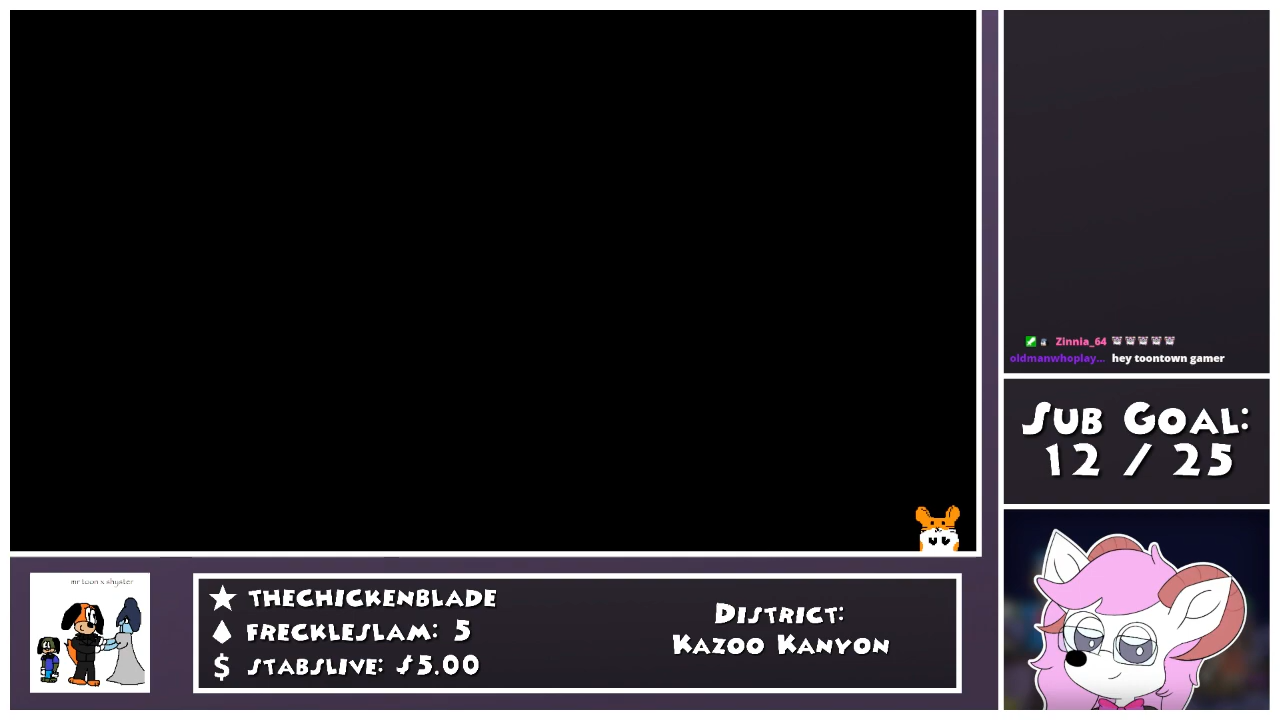 Zinnia_64
oldmanwhoplay... hey toontown gamer
Sub Goal:
12 / 25
mr toon x shyster
THECHICKENBLADE
FRECKLESLAM: 5
$ STABSLIVE: $5.00
District:
Kazoo Kanyon